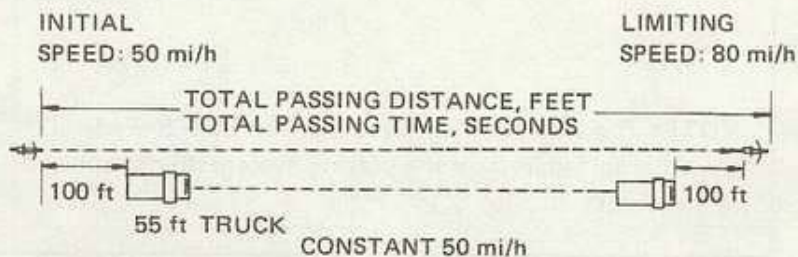 INITIAL
SPEED: 50 mi/h
LIMITING
SPEED: 80 mi/h
TOTAL PASSING DISTANCE, FEET
TOTAL PASSING TIME, SECONDS
100 ft
100 ft
55 ft TRUCK
CONSTANT 50 mi/h